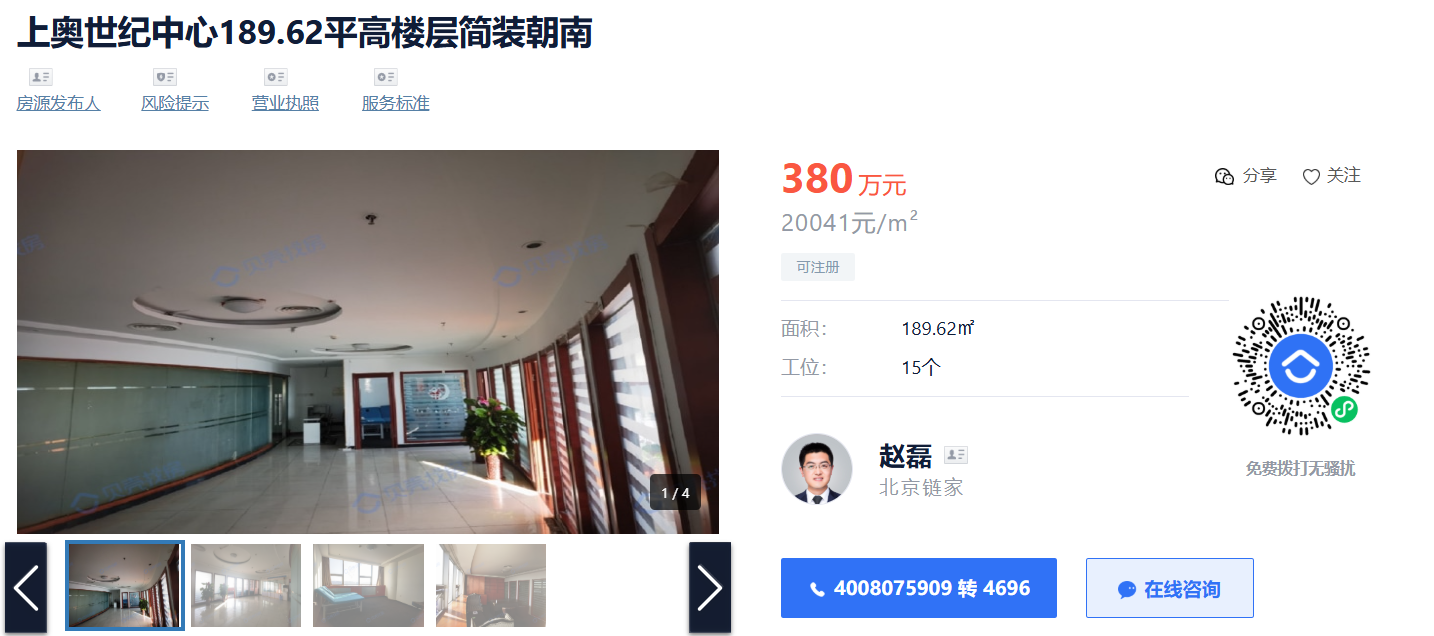 上奥世纪中心189.62平高楼层简装朝南
房源发布人 风险提示 营业执照 服务标准
380万元
分享 关注
20041元/m²
可注册
面积: 189.62㎡
工位: 15个
赵磊
北京链家
免费拨打无骚扰
1 / 4
4008075909 转 4696
在线咨询